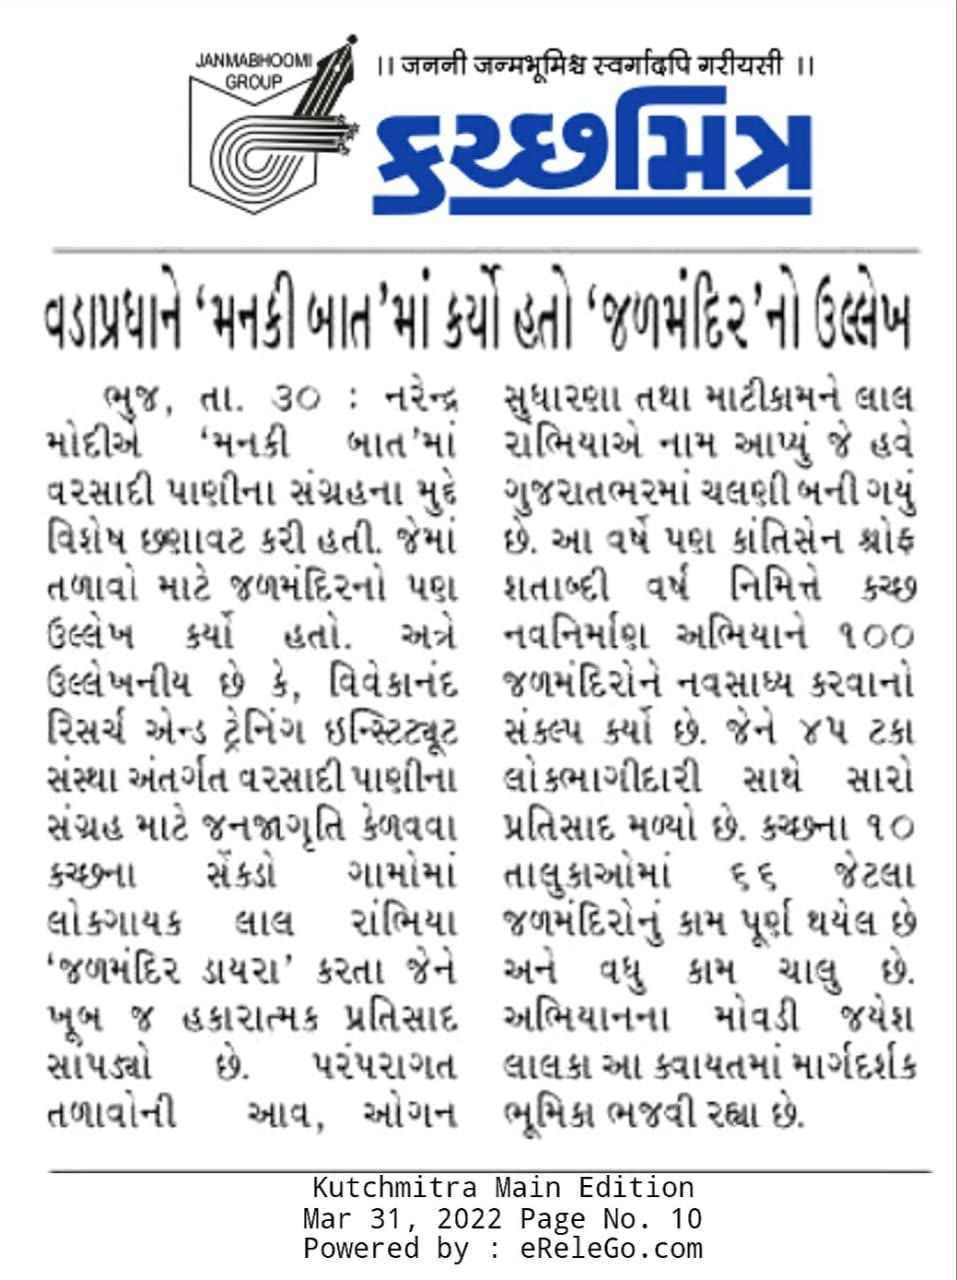 JANMABHOOMI
GROUP
।। जननी जन्मभूमिश्च स्वर्गादपि गरीयसी ।।
કચ્છમિત્ર
વડાપ્રધાને ‘મનકી બાત’માં કર્યો હતો ‘જળમંદિર’નો ઉલ્લેખ
ભુજ, તા. ૩૦ : નરેન્દ્ર
મોદીએ ‘મનકી બાત’માં
વરસાદી પાણીના સંગ્રહના મુદ્દે
વિશેષ છણાવટ કરી હતી. જેમાં
તળાવો માટે જળમંદિરનો પણ
ઉલ્લેખ કર્યો હતો. અત્રે
ઉલ્લેખનીય છે કે, વિવેકાનંદ
રિસર્ચ એન્ડ ટ્રેનિંગ ઇન્સ્ટિટ્યૂટ
સંસ્થા અંતર્ગત વરસાદી પાણીના
સંગ્રહ માટે જનજાગૃતિ કેળવવા
કચ્છના સેંકડો ગામોમાં
લોકગાયક લાલ રાંભિયા
‘જળમંદિર ડાયરા’ કરતા જેને
ખૂબ જ હકારાત્મક પ્રતિસાદ
સાંપડ્યો છે. પરંપરાગત
તળાવોની આવ, ઓગન
સુધારણા તથા માટીકામને લાલ
રાંભિયાએ નામ આપ્યું જે હવે
ગુજરાતભરમાં ચલણી બની ગયું
છે. આ વર્ષે પણ કાંતિસેન શ્રોફ
શતાબ્દી વર્ષ નિમિત્તે કચ્છ
નવનિર્માણ અભિયાને ૧૦૦
જળમંદિરોને નવસાધ્ય કરવાનો
સંકલ્પ કર્યો છે. જેને ૪૫ ટકા
લોકભાગીદારી સાથે સારો
પ્રતિસાદ મળ્યો છે. કચ્છના ૧૦
તાલુકાઓમાં ૬૬ જેટલા
જળમંદિરોનું કામ પૂર્ણ થયેલ છે
અને વધુ કામ ચાલુ છે.
અભિયાનના મોવડી જયેશ
લાલકા આ કવાયતમાં માર્ગદર્શક
ભૂમિકા ભજવી રહ્યા છે.
Kutchmitra Main Edition
Mar 31, 2022 Page No. 10
Powered by : eReleGo.com